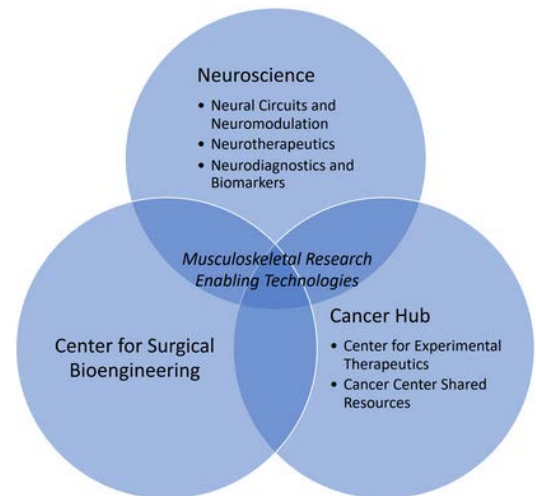 Neuroscience
• Neural Circuits and
Neuromodulation
• Neurotherapeutics
• Neurodiagnostics and
Biomarkers
Musculoskeletal Research
Enabling Technologies
Center for Surgical
Bioengineering
Cancer Hub
• Center for Experimental
Therapeutics
• Cancer Center Shared
Resources